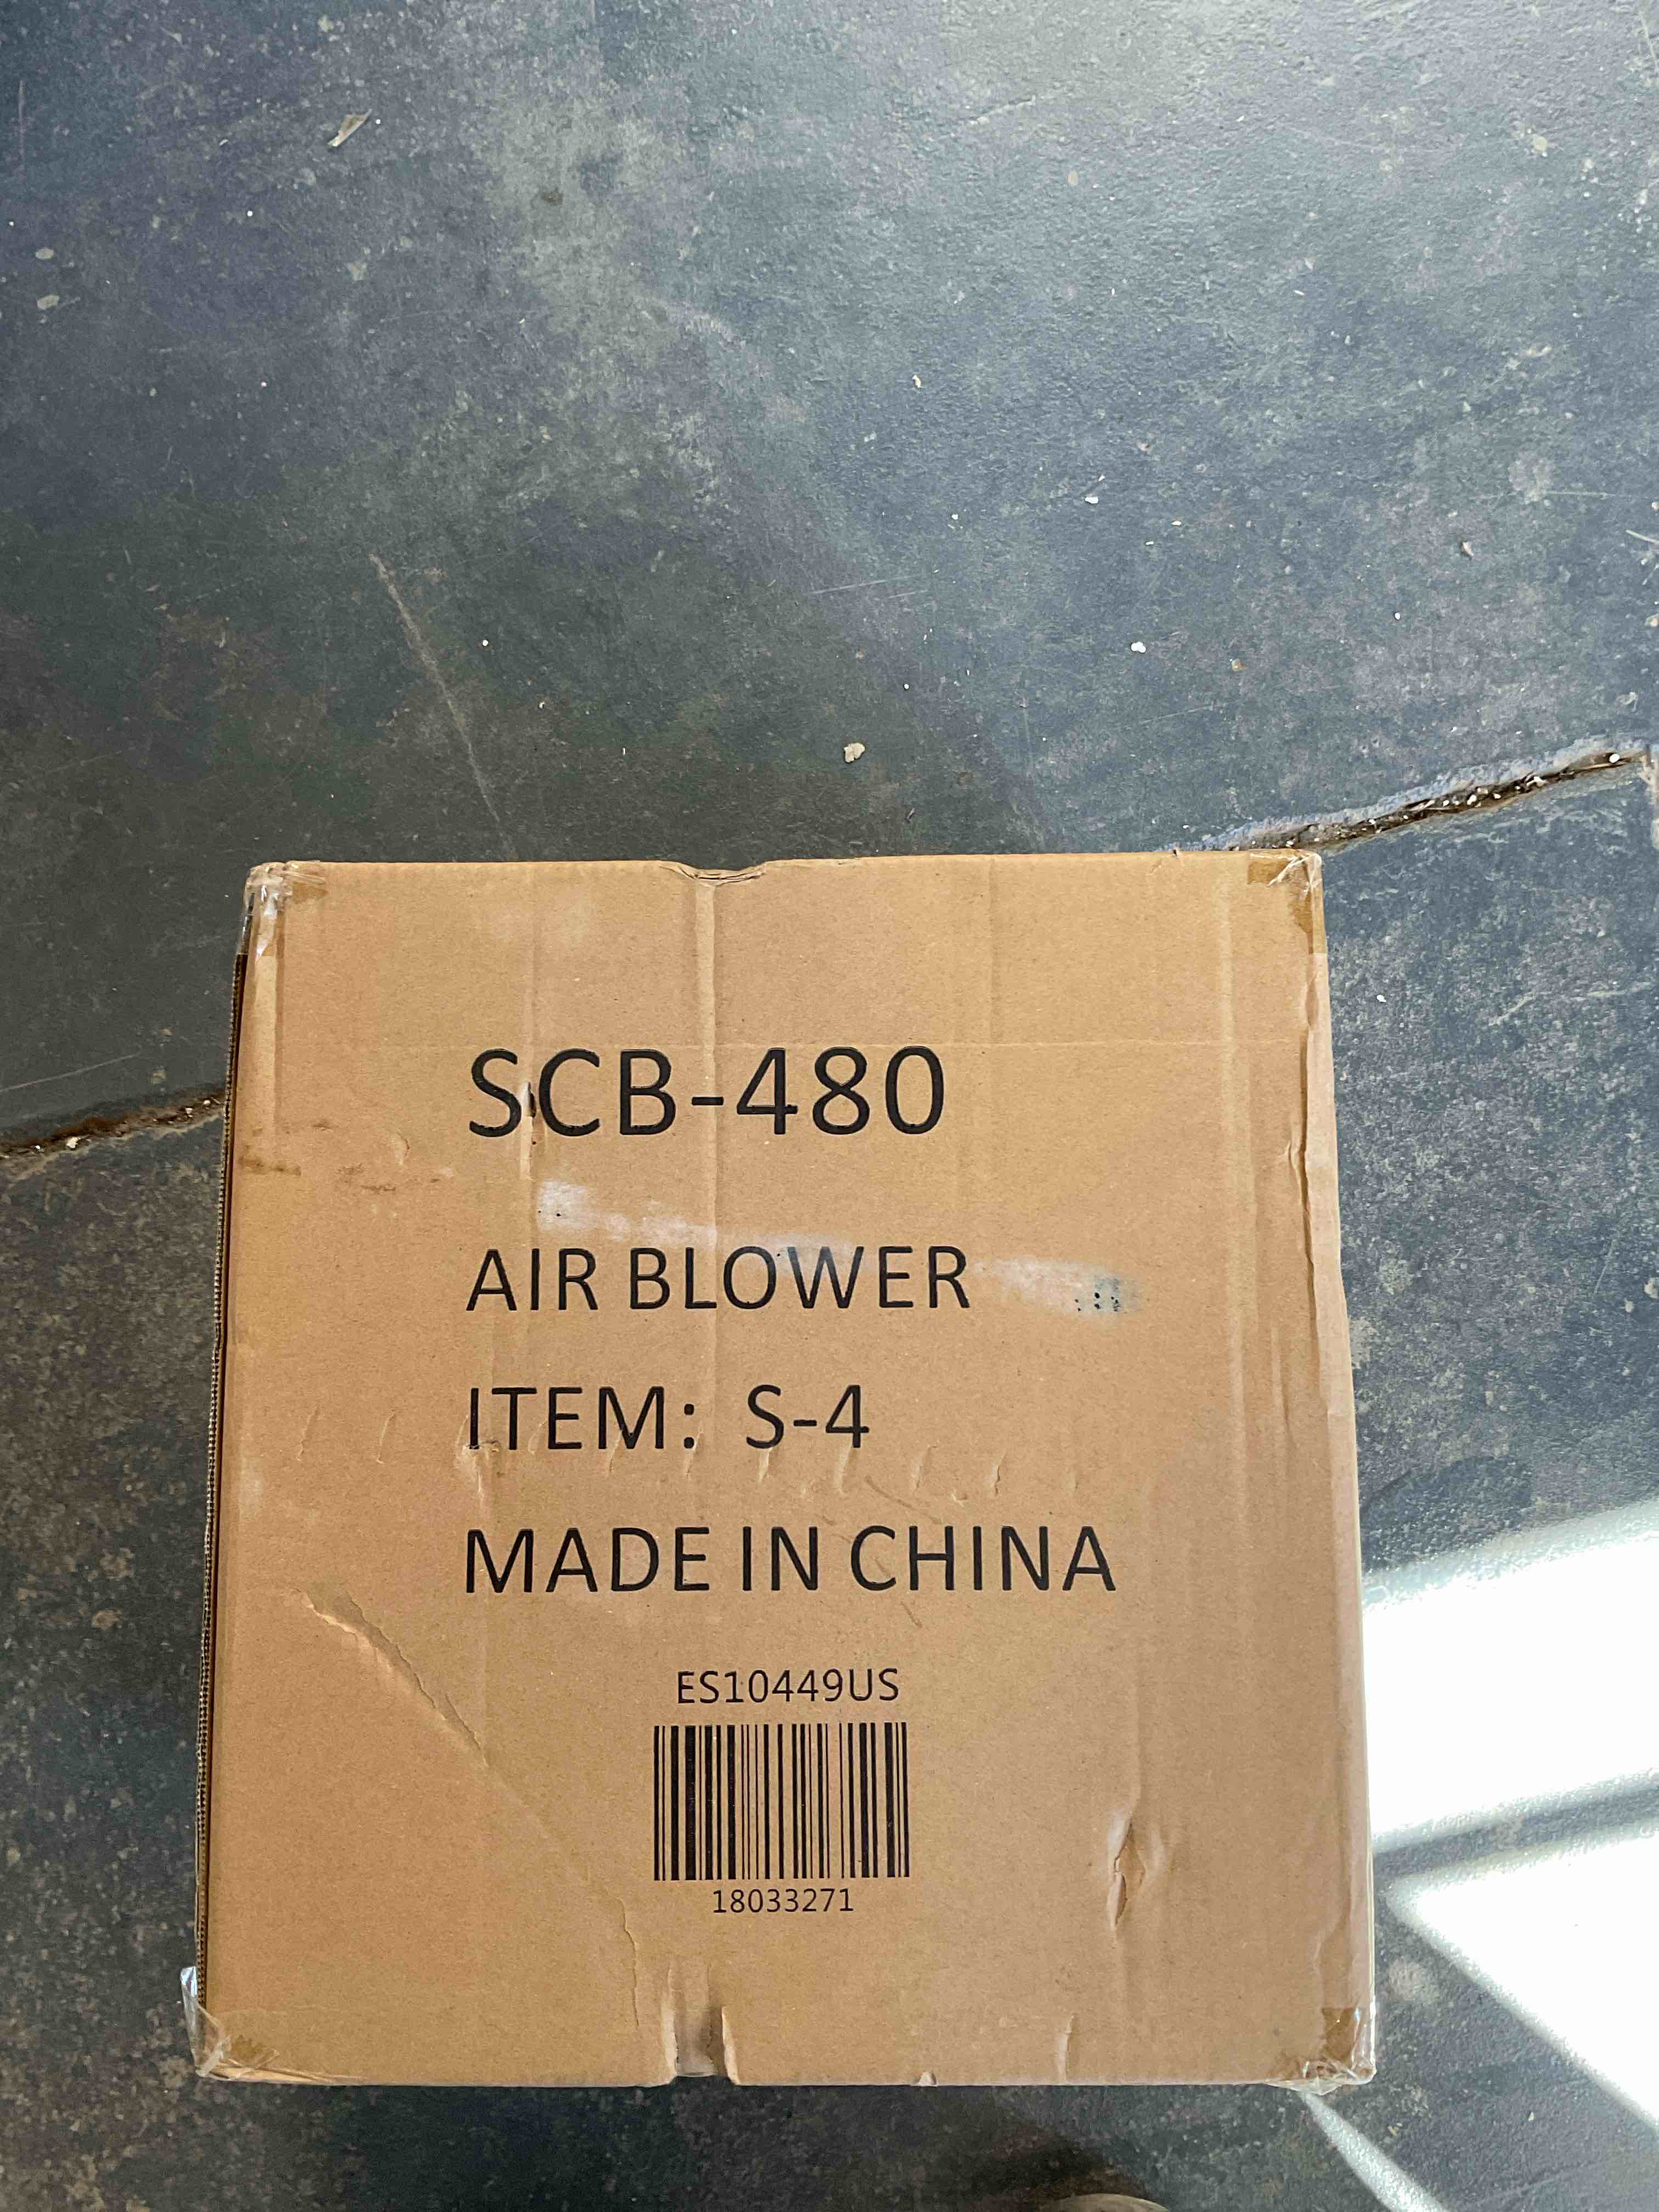 SCB-480
AIR BLOWER
ITEM: S-4
MADE IN CHINA
ES10449US
18033271